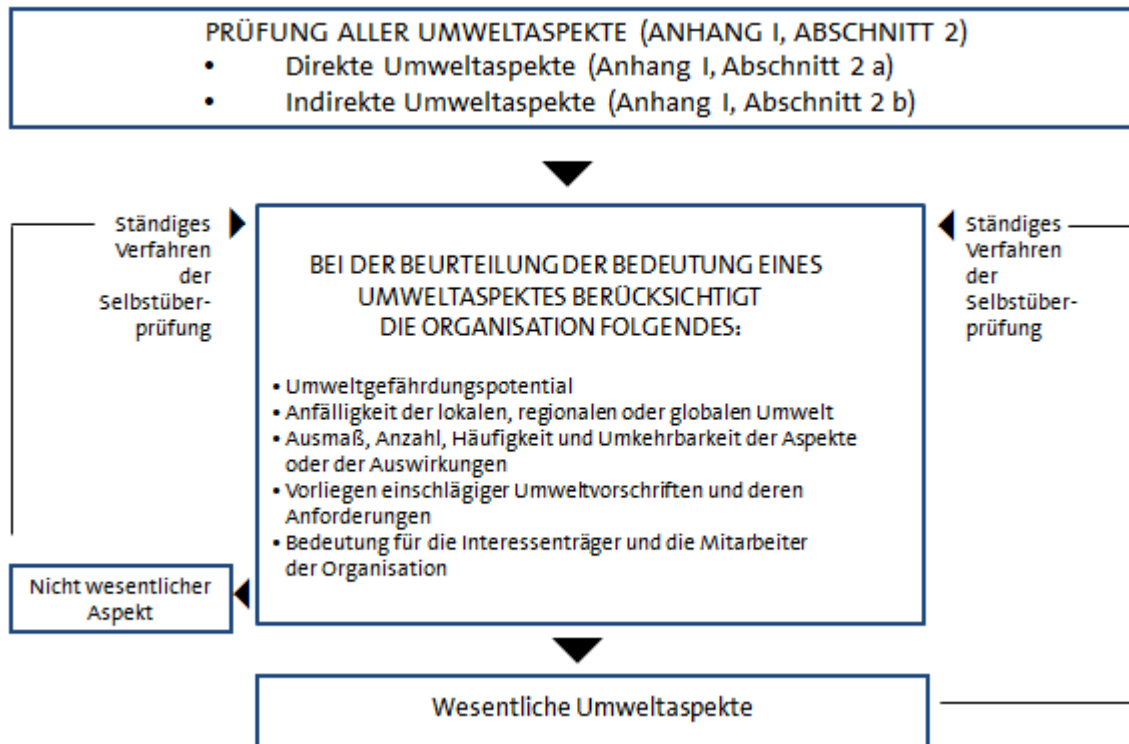 PRÜFUNG ALLER UMWELTASPEKTE (ANHANG I, ABSCHNITT 2)
• Direkte Umweltaspekte (Anhang I, Abschnitt 2 a)
• Indirekte Umweltaspekte (Anhang I, Abschnitt 2 b)
Ständiges
Verfahren
der
Selbstüber-
prüfung
BEI DER BEURTEILUNG DER BEDEUTUNG EINES
UMWELTASPEKTES BERÜCKSICHTIGT
DIE ORGANISATION FOLGENDES:
• Umweltgefährdungspotential
• Anfälligkeit der lokalen, regionalen oder globalen Umwelt
• Ausmaß, Anzahl, Häufigkeit und Umkehrbarkeit der Aspekte
oder der Auswirkungen
• Vorliegen einschlägiger Umweltvorschriften und deren
Anforderungen
• Bedeutung für die Interessenträger und die Mitarbeiter
der Organisation
Ständiges
Verfahren
der
Selbstüber-
prüfung
Nicht wesentlicher
Aspekt
Wesentliche Umweltaspekte